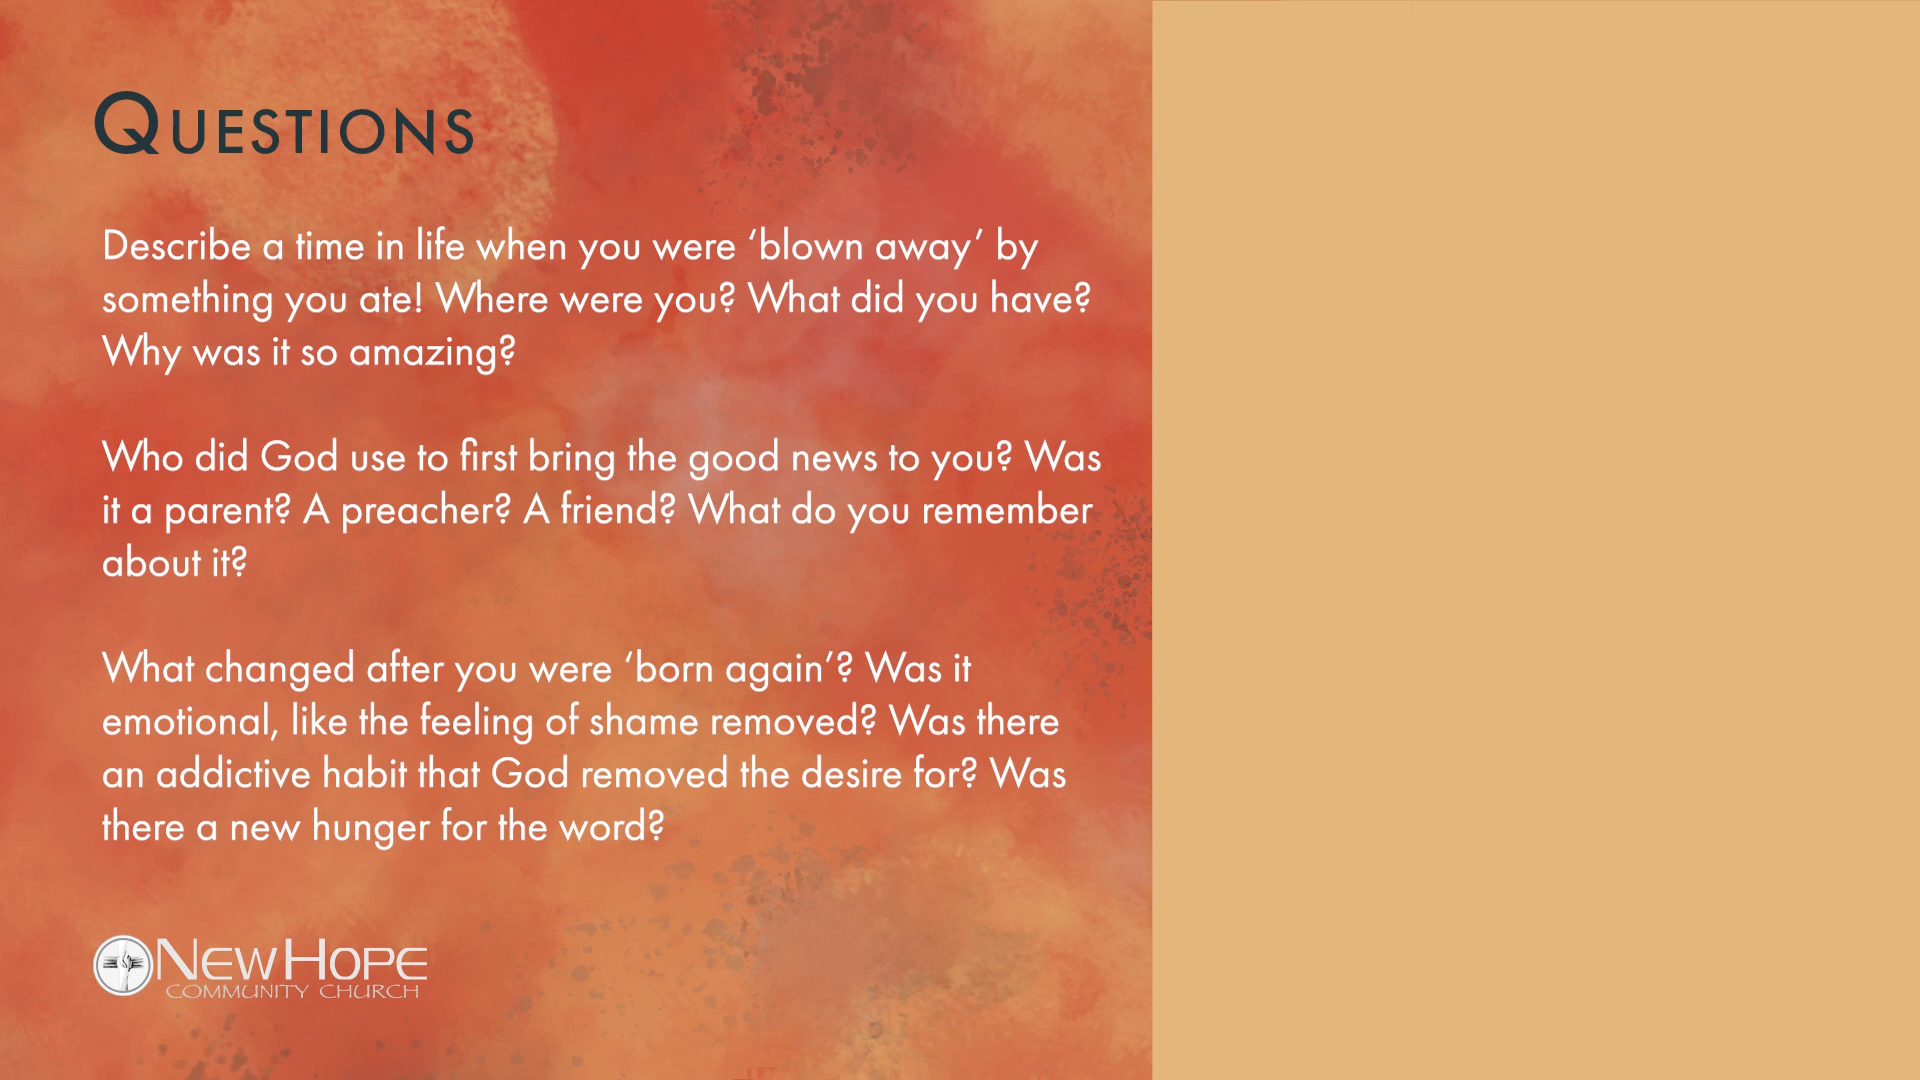 QUESTIONS
Describe a time in life when you were ‘blown away’ by
something you ate! Where were you? What did you have?
Why was it so amazing?
Who did God use to first bring the good news to you? Was
it a parent? A preacher? A friend? What do you remember
about it?
What changed after you were ‘born again’? Was it
emotional, like the feeling of shame removed? Was there
an addictive habit that God removed the desire for? Was
there a new hunger for the word?
NEW HOPE
COMMUNITY CHURCH